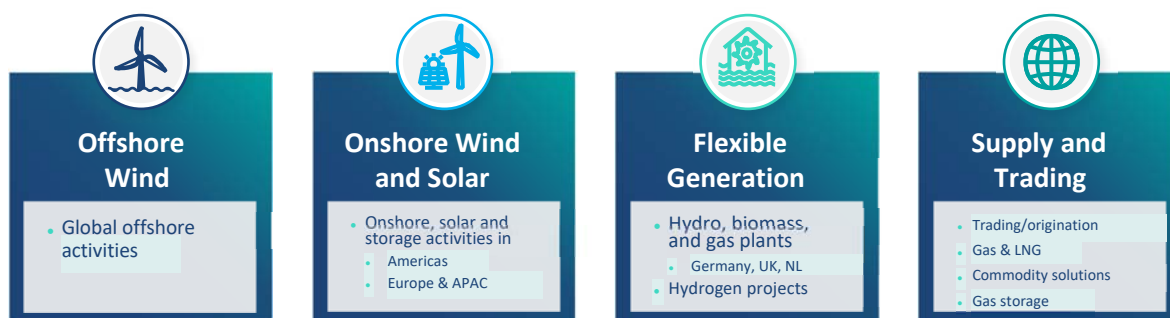 Offshore
Wind
• Global offshore
activities
Onshore Wind
and Solar
• Onshore, solar and
storage activities in
• Americas
• Europe & APAC
Flexible
Generation
• Hydro, biomass,
and gas plants
• Germany, UK, NL
• Hydrogen projects
Supply and
Trading
• Trading/origination
• Gas & LNG
• Commodity solutions
• Gas storage